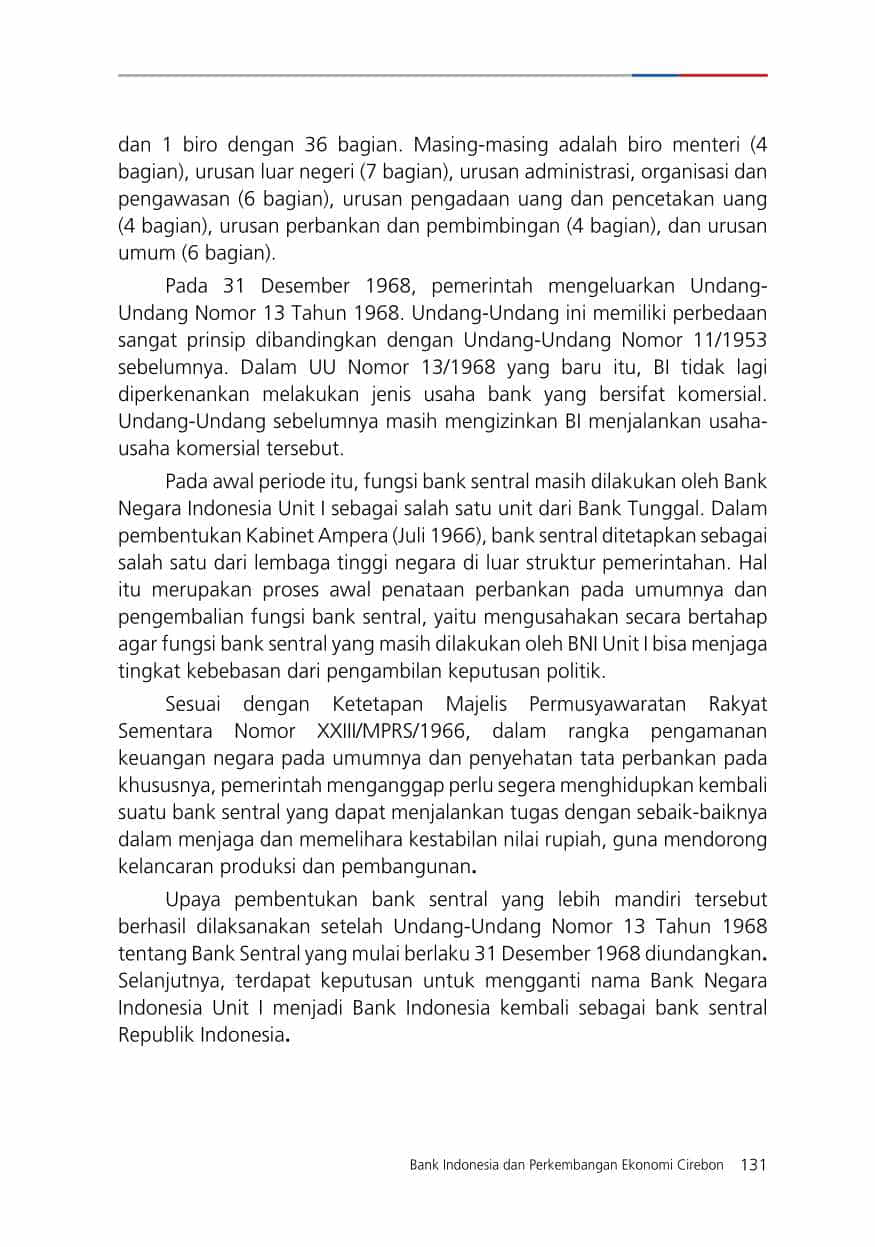 dan 1 biro dengan 36 bagian. Masing-masing adalah biro menteri (4
bagian), urusan luar negeri (7 bagian), urusan administrasi, organisasi dan
pengawasan (6 bagian), urusan pengadaan uang dan pencetakan uang
(4 bagian), urusan perbankan dan pembimbingan (4 bagian), dan urusan
umum (6 bagian).
Pada 31 Desember 1968, pemerintah mengeluarkan Undang-
Undang Nomor 13 Tahun 1968. Undang-Undang ini memiliki perbedaan
sangat prinsip dibandingkan dengan Undang-Undang Nomor 11/1953
sebelumnya. Dalam UU Nomor 13/1968 yang baru itu, BI tidak lagi
diperkenankan melakukan jenis usaha bank yang bersifat komersial.
Undang-Undang sebelumnya masih mengizinkan BI menjalankan usaha-
usaha komersial tersebut.
Pada awal periode itu, fungsi bank sentral masih dilakukan oleh Bank
Negara Indonesia Unit I sebagai salah satu unit dari Bank Tunggal. Dalam
pembentukan Kabinet Ampera (Juli 1966), bank sentral ditetapkan sebagai
salah satu dari lembaga tinggi negara di luar struktur pemerintahan. Hal
itu merupakan proses awal penataan perbankan pada umumnya dan
pengembalian fungsi bank sentral, yaitu mengusahakan secara bertahap
agar fungsi bank sentral yang masih dilakukan oleh BNI Unit I bisa menjaga
tingkat kebebasan dari pengambilan keputusan politik.
Sesuai dengan Ketetapan Majelis Permusyawaratan Rakyat
Sementara Nomor XXIII/MPRS/1966, dalam rangka pengamanan
keuangan negara pada umumnya dan penyehatan tata perbankan pada
khususnya, pemerintah menganggap perlu segera menghidupkan kembali
suatu bank sentral yang dapat menjalankan tugas dengan sebaik-baiknya
dalam menjaga dan memelihara kestabilan nilai rupiah, guna mendorong
kelancaran produksi dan pembangunan.
Upaya pembentukan bank sentral yang lebih mandiri tersebut
berhasil dilaksanakan setelah Undang-Undang Nomor 13 Tahun 1968
tentang Bank Sentral yang mulai berlaku 31 Desember 1968 diundangkan.
Selanjutnya, terdapat keputusan untuk mengganti nama Bank Negara
Indonesia Unit I menjadi Bank Indonesia kembali sebagai bank sentral
Republik Indonesia.
Bank Indonesia dan Perkembangan Ekonomi Cirebon 131